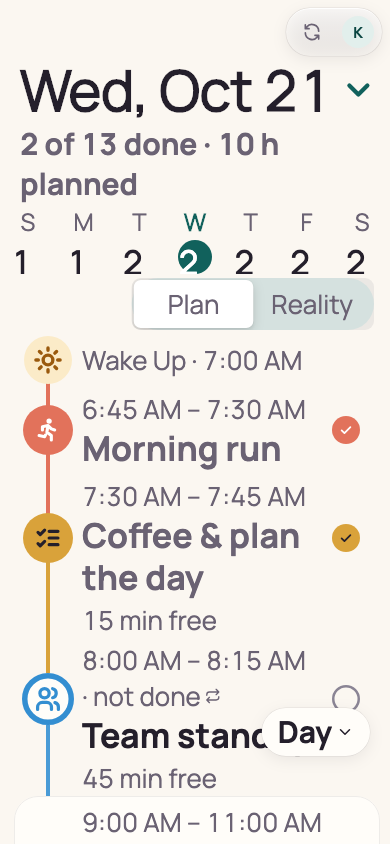 K
Wed, Oct 21
2 of 13 done · 10 h
planned
S M T W T F S
1 1 2 2 2 2 2
Plan Reality
Wake Up · 7:00 AM
6:45 AM – 7:30 AM
Morning run
7:30 AM – 7:45 AM
Coffee & plan
the day
15 min free
8:00 AM – 8:15 AM
· not done
Team stand
Day
45 min free
9:00 AM – 11:00 AM